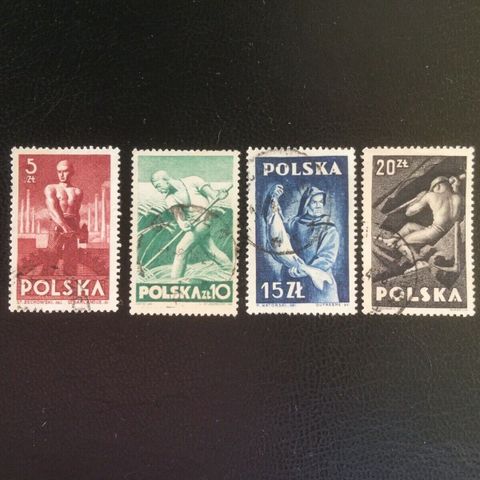 5
ZŁ
POLSKA
POLSKA ZŁ 10
POLSKA
15 ZŁ
20 ZŁ
POLSKA